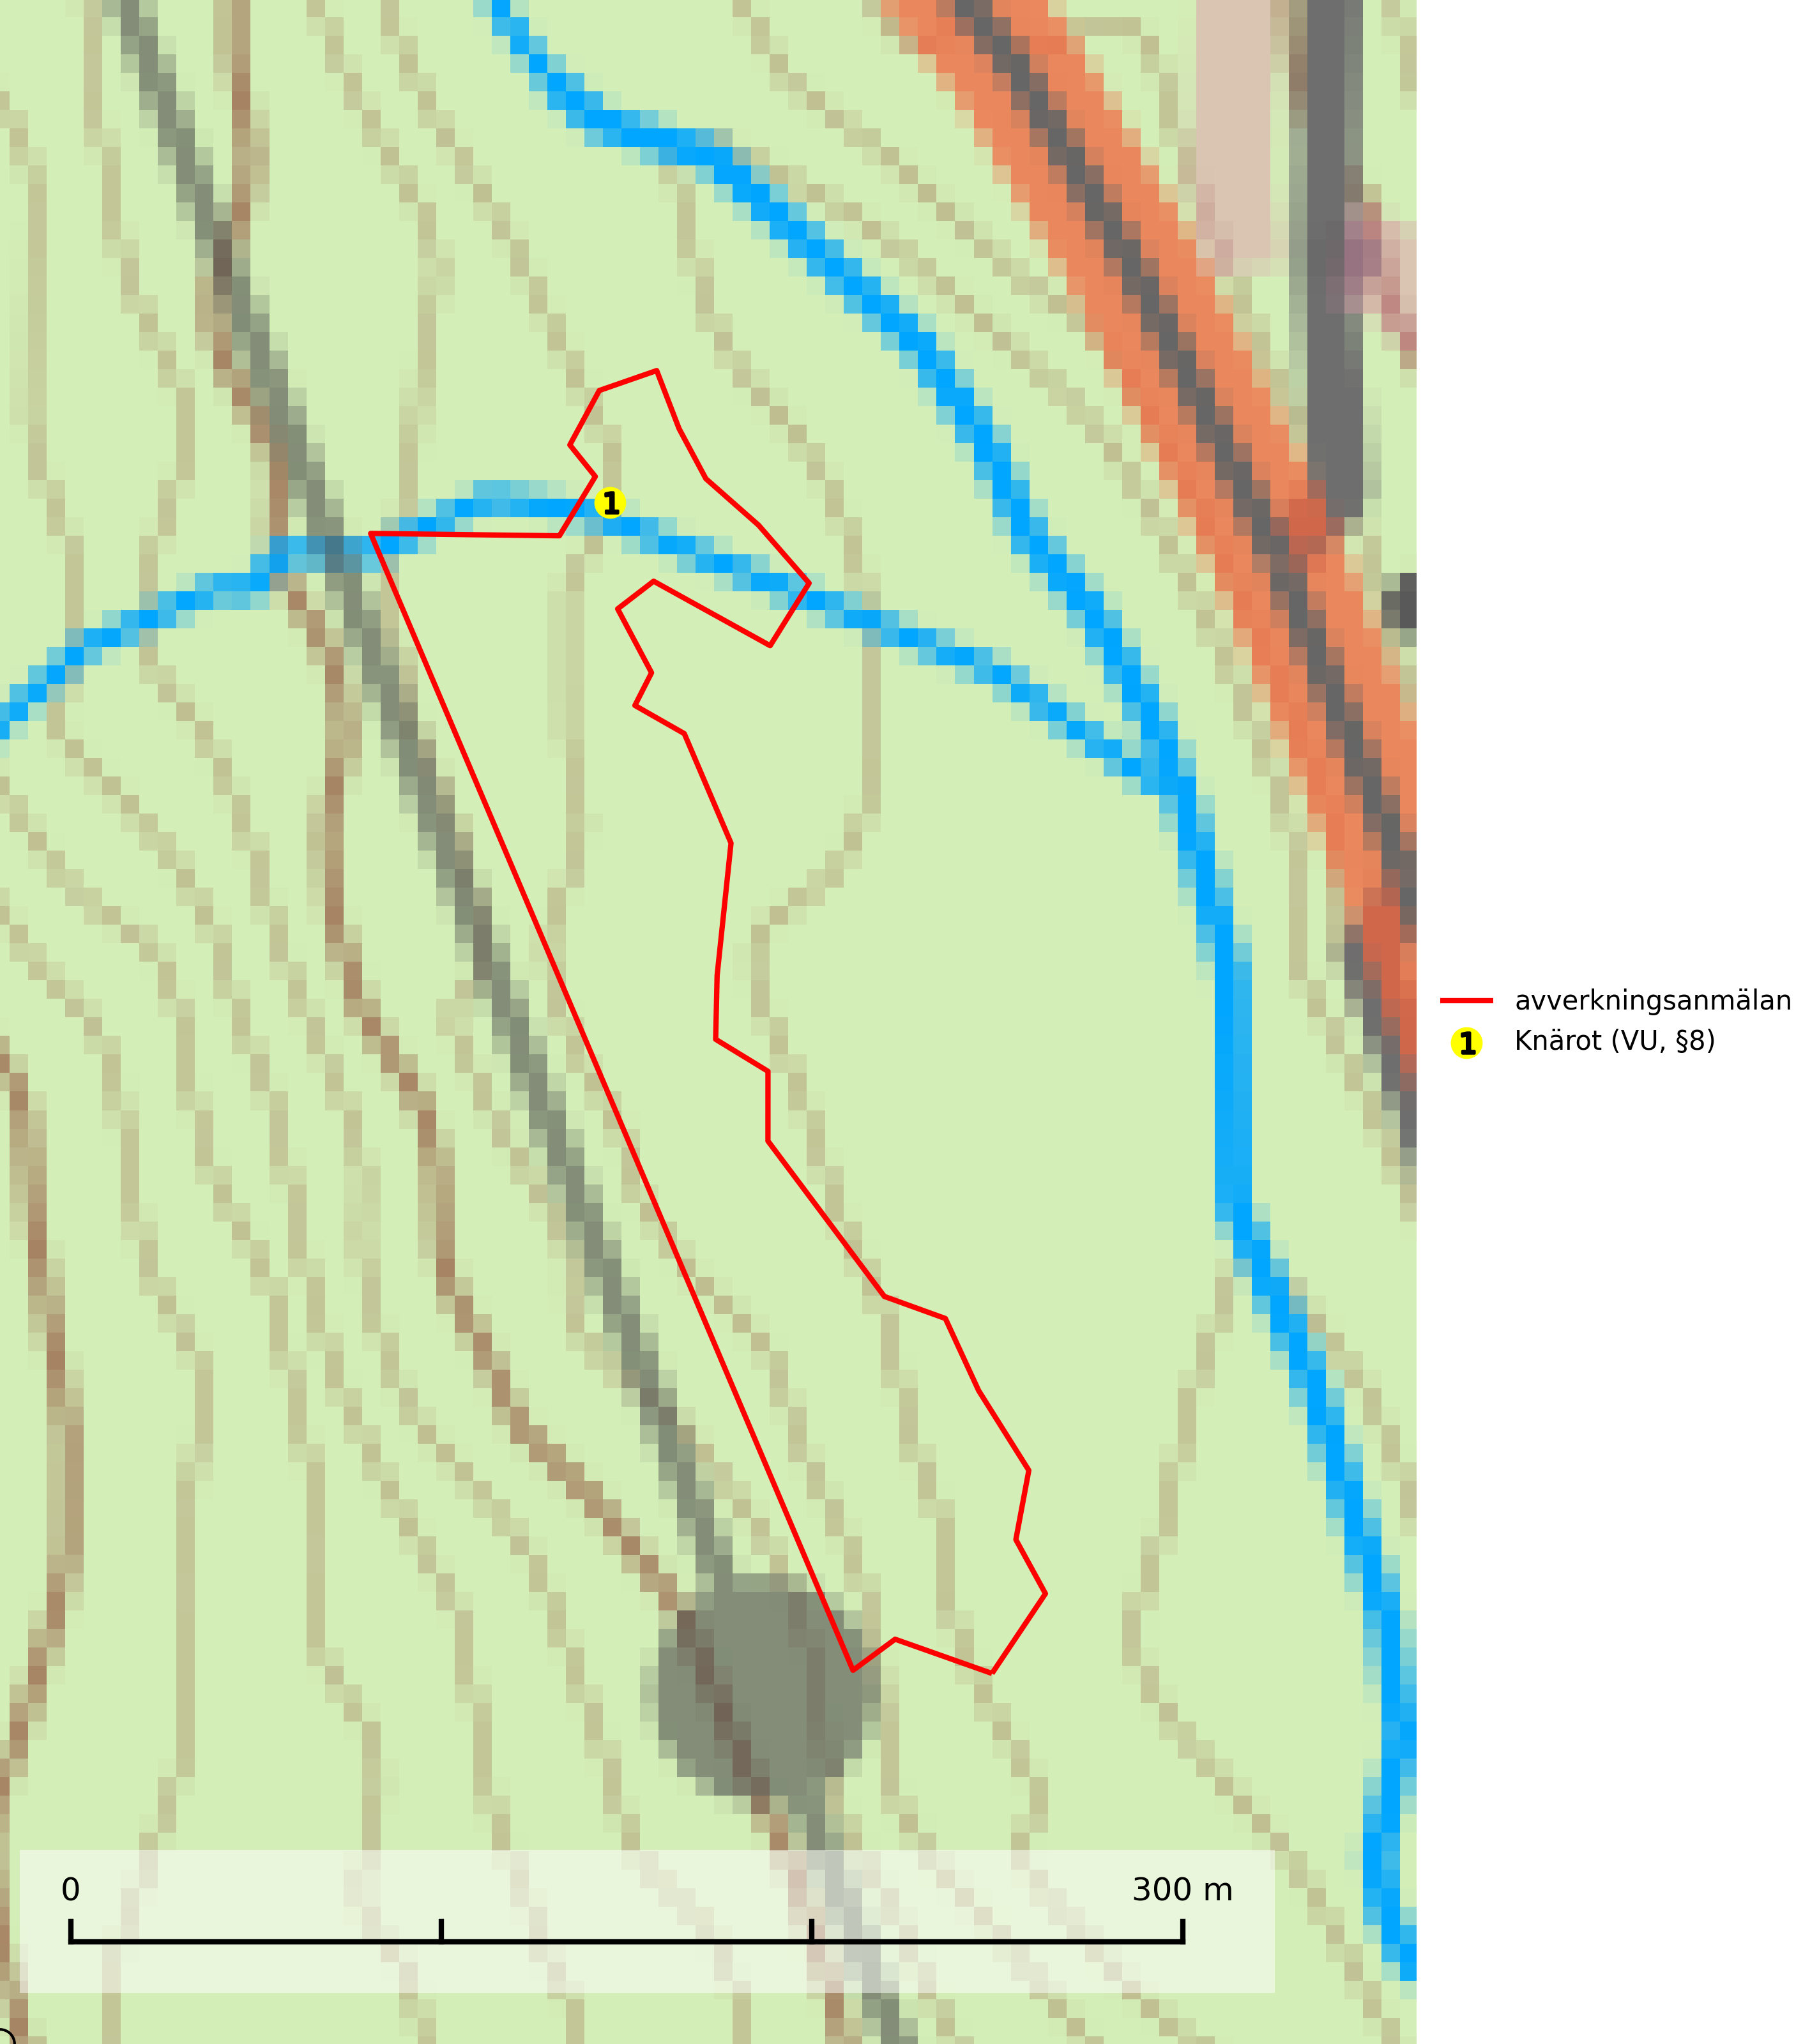 1
avverkningsanmälan
1 Knärot (VU, §8)
0 300 m